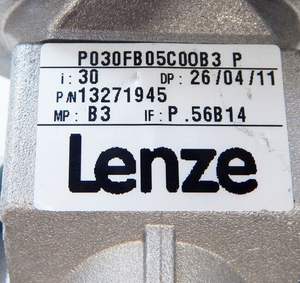 P030FB05C00B3 P
i: 30 DP: 26/04/11
P/N13271945
MP: B3 IF: P.56B14
Lenze